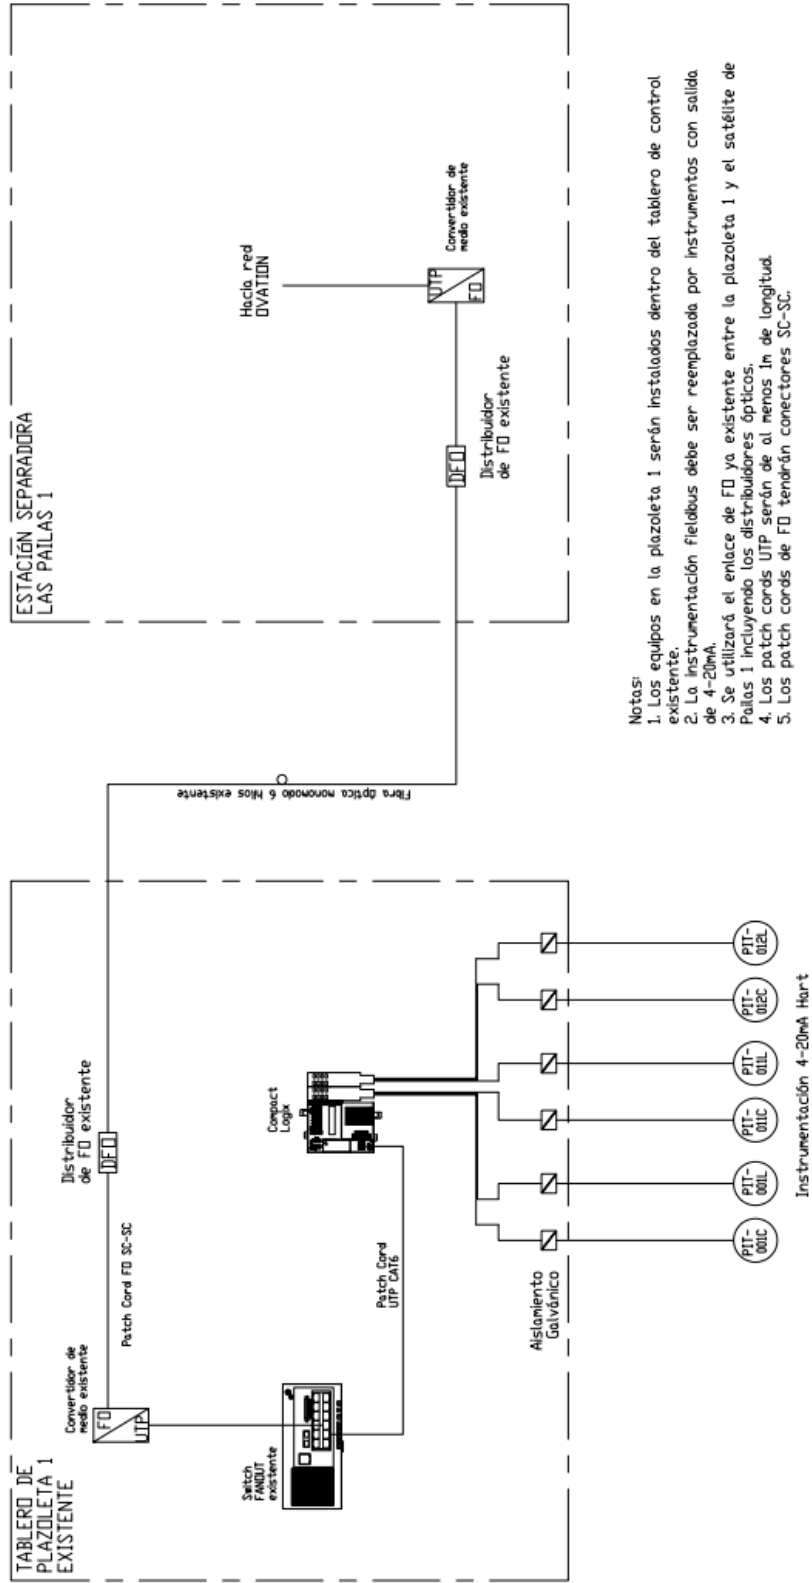 TABLERO DE
PLAZOLETA 1
EXISTENTE
Convertidor de
medio existente
FO
UTP
Patch Cord FO SC-SC
Distribuidor
de FO existente
DFO
Switch
FANOUT
existente
Patch Cord
UTP CAT6
Compact
Logix
Aislamiento
Galvánico
PIT-
001C
PIT-
001L
PIT-
011C
PIT-
011L
PIT-
012C
PIT-
012L
Instrumentación 4-20mA Hart
Fibra óptica monomodo 6 hilos existente
ESTACIÓN SEPARADORA
LAS PAILAS 1
Hacia red
OVATION
Distribuidor
de FO existente
DFO
UTP
FO
Convertidor de
medio existente
Notas:
1. Los equipos en la plazoleta 1 serán instalados dentro del tablero de control
existente.
2. La instrumentación fieldbus debe ser reemplazada por instrumentos con salida
de 4-20mA.
3. Se utilizará el enlace de FO ya existente entre la plazoleta 1 y el satélite de
Pailas 1 incluyendo los distribuidores ópticos.
4. Los patch cords UTP serán de al menos 1m de longitud.
5. Los patch cords de FO tendrán conectores SC-SC.